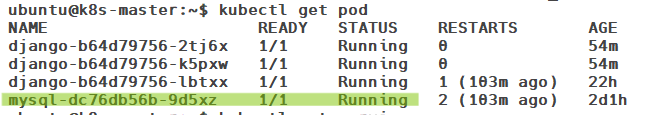 ubuntu@k8s-master:~$ kubectl get pod
NAME READY STATUS RESTARTS AGE
django-b64d79756-2tj6x 1/1 Running 0 54m
django-b64d79756-k5pxw 1/1 Running 0 54m
django-b64d79756-lbtxx 1/1 Running 1 (103m ago) 22h
mysql-dc76db56b-9d5xz 1/1 Running 2 (103m ago) 2d1h